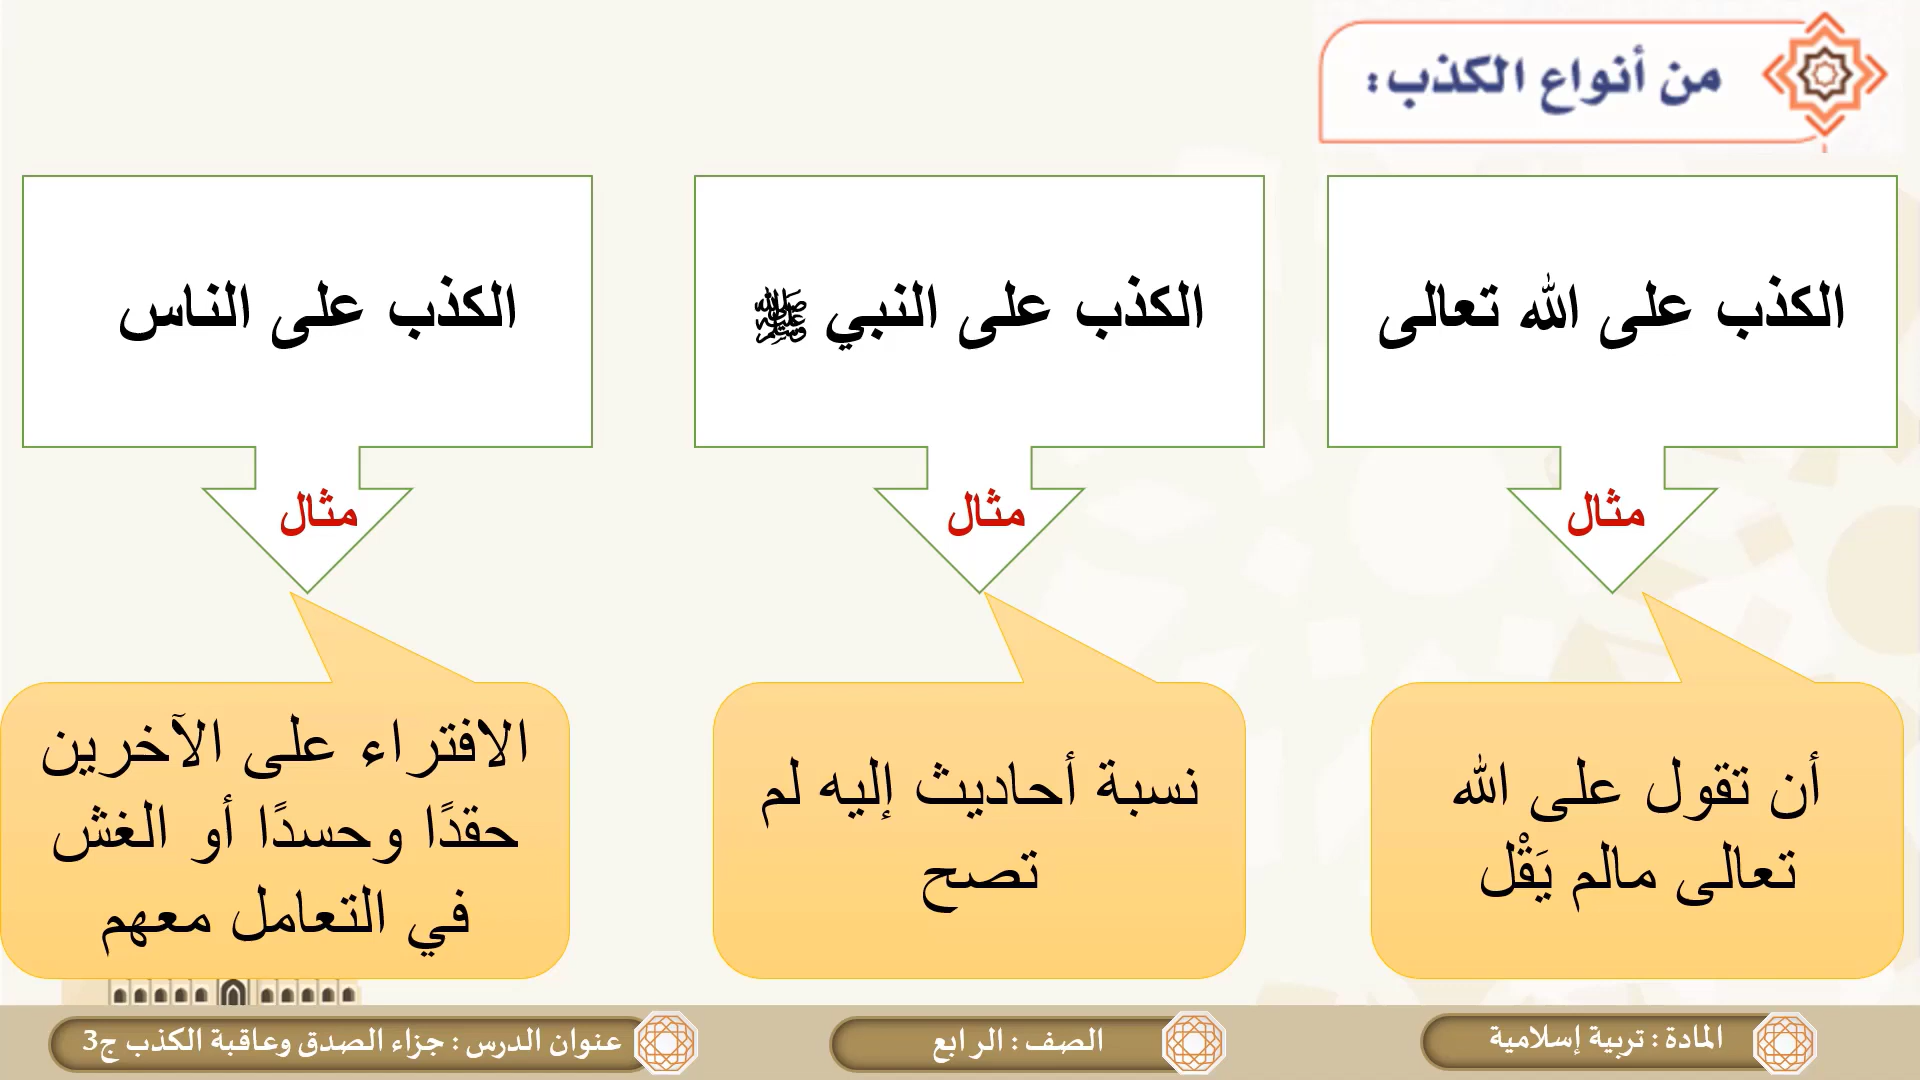 من أنواع الكذب:
الكذب على الله تعالى
مثال
أن تقول على الله
تعالى مالم يَقْل
الكذب على النبي ﷺ
مثال
نسبة أحاديث إليه لم
تصح
الكذب على الناس
مثال
الافتراء على الآخرين
حقدًا وحسدًا أو الغش
في التعامل معهم
المادة : تربية إسلامية
الصف : الرابع
عنوان الدرس : جزاء الصدق وعاقبة الكذب ج3